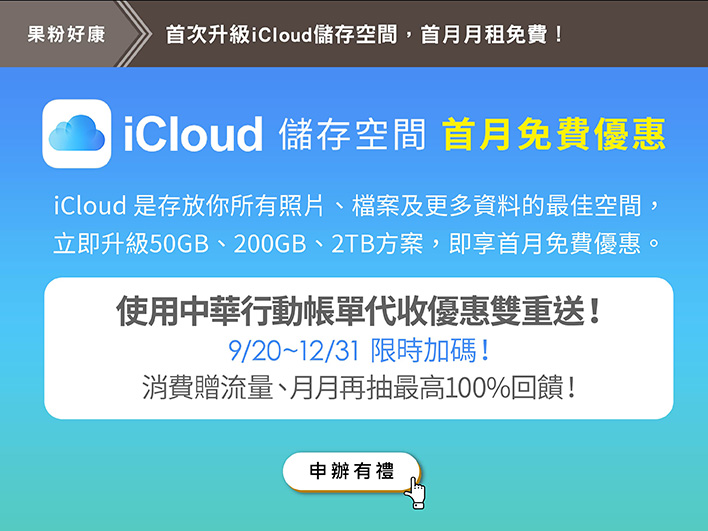 果粉好康
首次升級iCloud儲存空間，首月月租免費！
iCloud 儲存空間 首月免費優惠
iCloud 是存放你所有照片、檔案及更多資料的最佳空間，
立即升級50GB、200GB、2TB方案，即享首月免費優惠。
使用中華行動帳單代收優惠雙重送！
9/20~12/31 限時加碼！
消費贈流量、月月再抽最高100%回饋！
申辦有禮